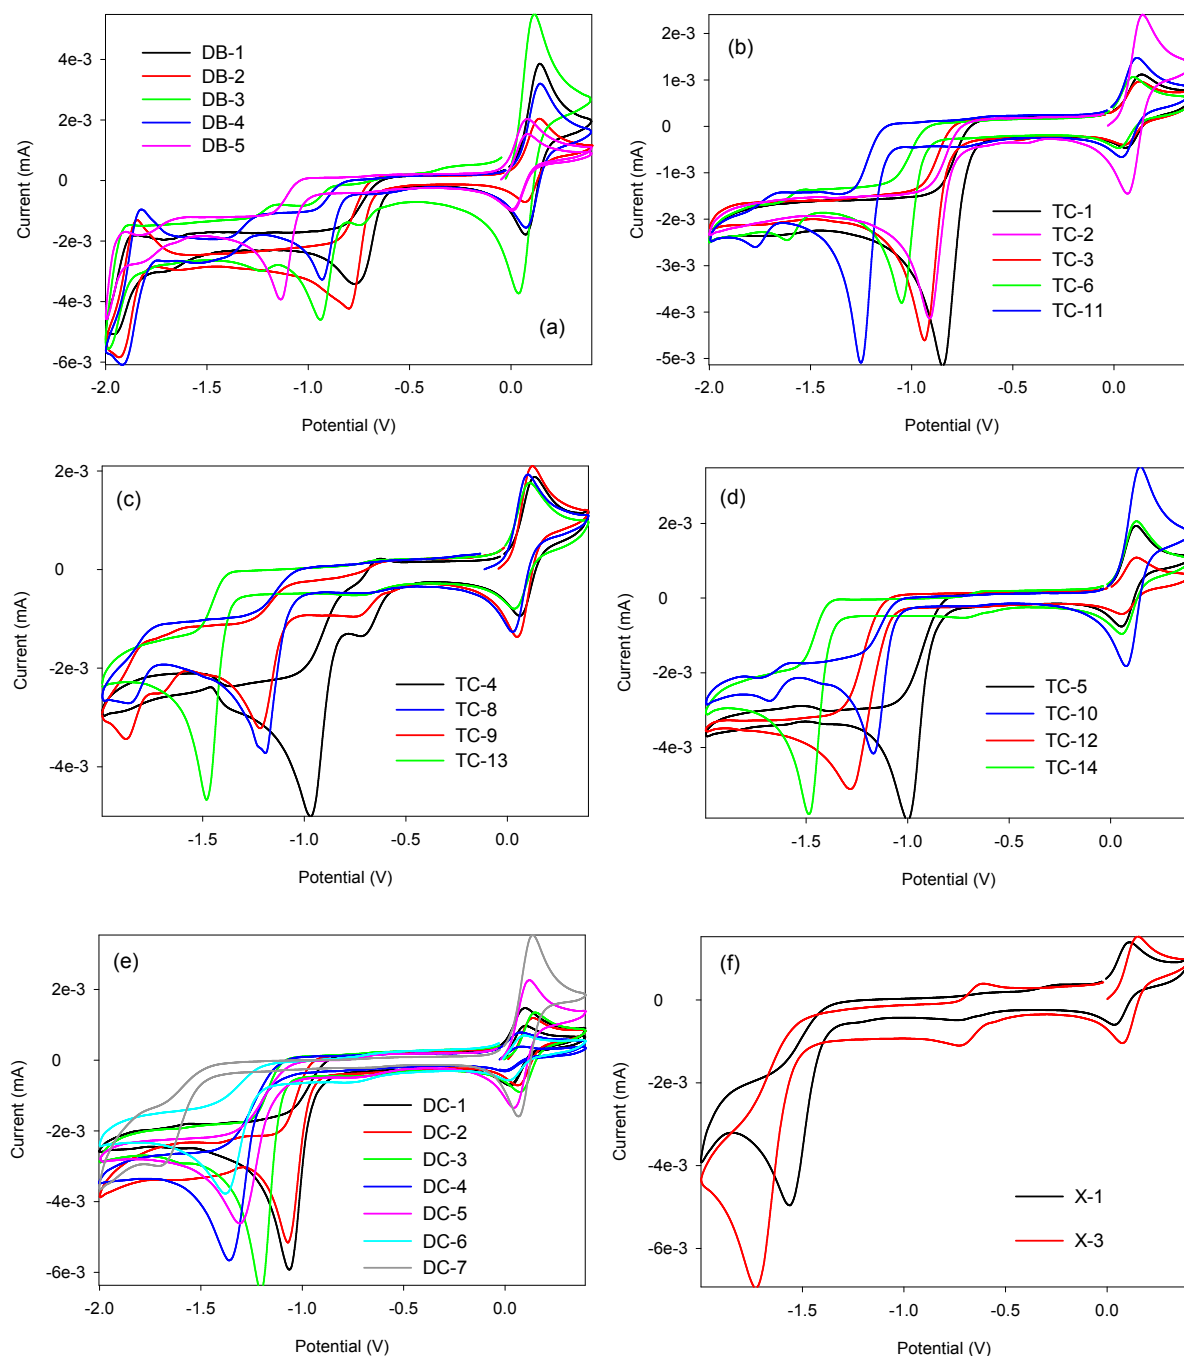 (a)
DB-1
DB-2
DB-3
DB-4
DB-5
Current (mA)
4e-3
2e-3
0
-2e-3
-4e-3
-6e-3
-2.0 -1.5 -1.0 -0.5 0.0
Potential (V)
(b)
TC-1
TC-2
TC-3
TC-6
TC-11
Current (mA)
2e-3
1e-3
0
-1e-3
-2e-3
-3e-3
-4e-3
-5e-3
-2.0 -1.5 -1.0 -0.5 0.0
Potential (V)
(c)
TC-4
TC-8
TC-9
TC-13
Current (mA)
2e-3
0
-2e-3
-4e-3
-1.5 -1.0 -0.5 0.0
Potential (V)
(d)
TC-5
TC-10
TC-12
TC-14
Current (mA)
2e-3
0
-2e-3
-4e-3
-1.5 -1.0 -0.5 0.0
Potential (V)
(e)
DC-1
DC-2
DC-3
DC-4
DC-5
DC-6
DC-7
Current (mA)
2e-3
0
-2e-3
-4e-3
-6e-3
-2.0 -1.5 -1.0 -0.5 0.0
Potential (V)
(f)
X-1
X-3
Current (mA)
0
-2e-3
-4e-3
-6e-3
-1.5 -1.0 -0.5 0.0
Potential (V)